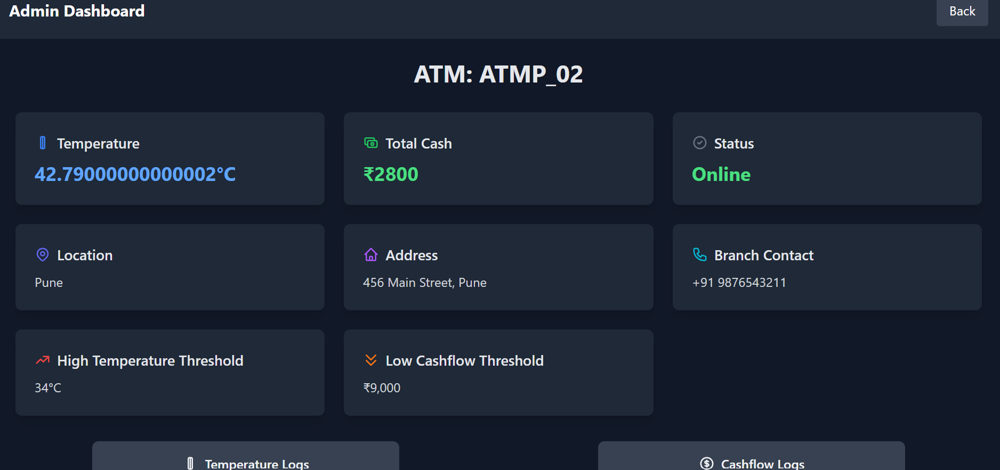 Admin Dashboard
Back
ATM: ATMP_02
Temperature
42.79000000000002°C
Total Cash
₹2800
Status
Online
Location
Pune
Address
456 Main Street, Pune
Branch Contact
+91 9876543211
High Temperature Threshold
34°C
Low Cashflow Threshold
₹9,000
Temperature Logs
Cashflow Logs